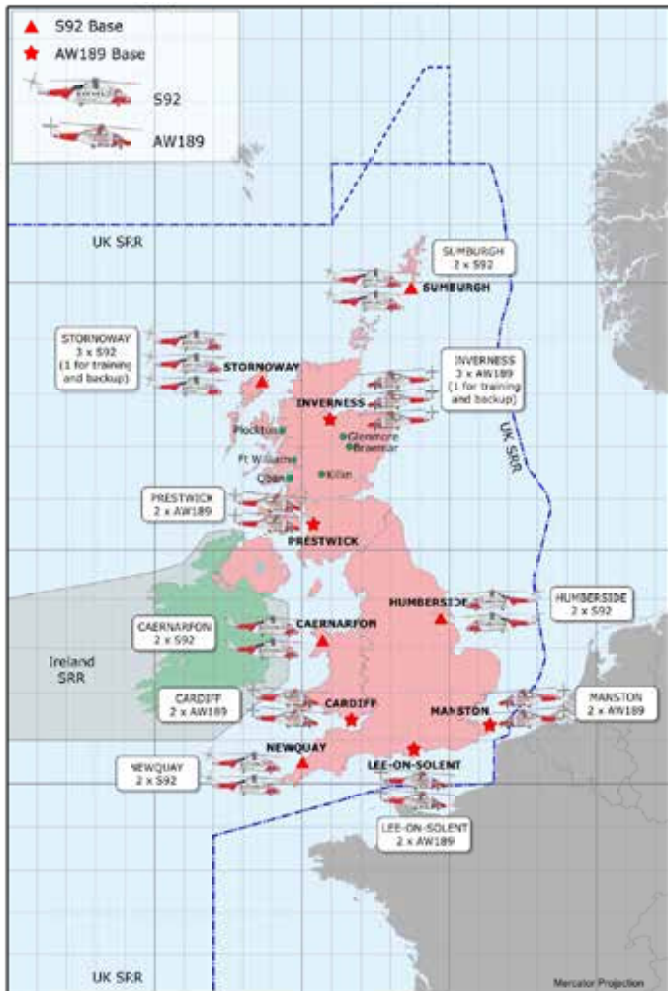 S92 Base
AW189 Base
S92
AW189
UK SRR
SUMBURGH
2 x S92
SUMBURGH
STORNOWAY
3 x S92
(1 for training
and backup)
STORNOWAY
INVERNESS
3 x AW189
(1 for training
and backup)
INVERNESS
Plockton
Glenmore
Braemar
Ft William
Oban
Killin
UK SRR
PRESTWICK
2 x AW189
PRESTWICK
HUMBERSIDE
HUMBERSIDE
2 x S92
CAERNARFON
2 x S92
CAERNARFON
Ireland
SRR
CARDIFF
2 x AW189
CARDIFF
MANSTON
MANSTON
2 x AW189
NEWQUAY
LEE-ON-SOLENT
NEWQUAY
2 x S92
LEE-ON-SOLENT
2 x AW189
UK SRR
Mercator Projection